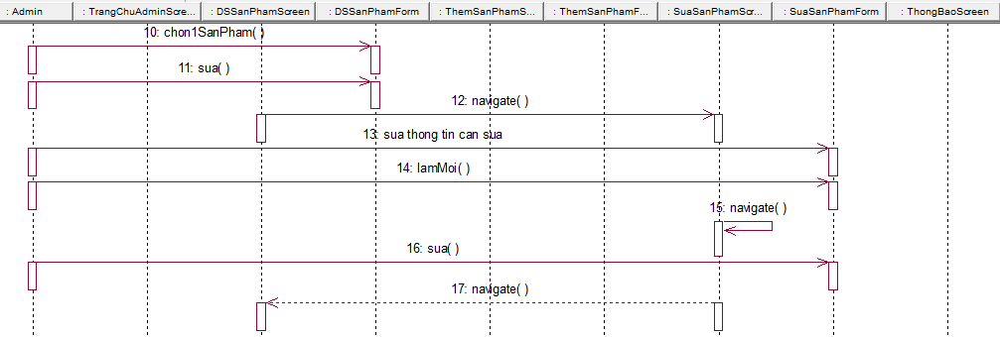 : Admin
: TrangChuAdminScre...
: DSSanPhamScreen
: DSSanPhamForm
: ThemSanPhamS...
: ThemSanPhamF...
: SuaSanPhamScr...
: SuaSanPhamForm
: ThongBaoScreen
10: chon1SanPham( )
11: sua( )
12: navigate( )
13: sua thong tin can sua
14: lamMoi( )
15: navigate( )
16: sua( )
17: navigate( )